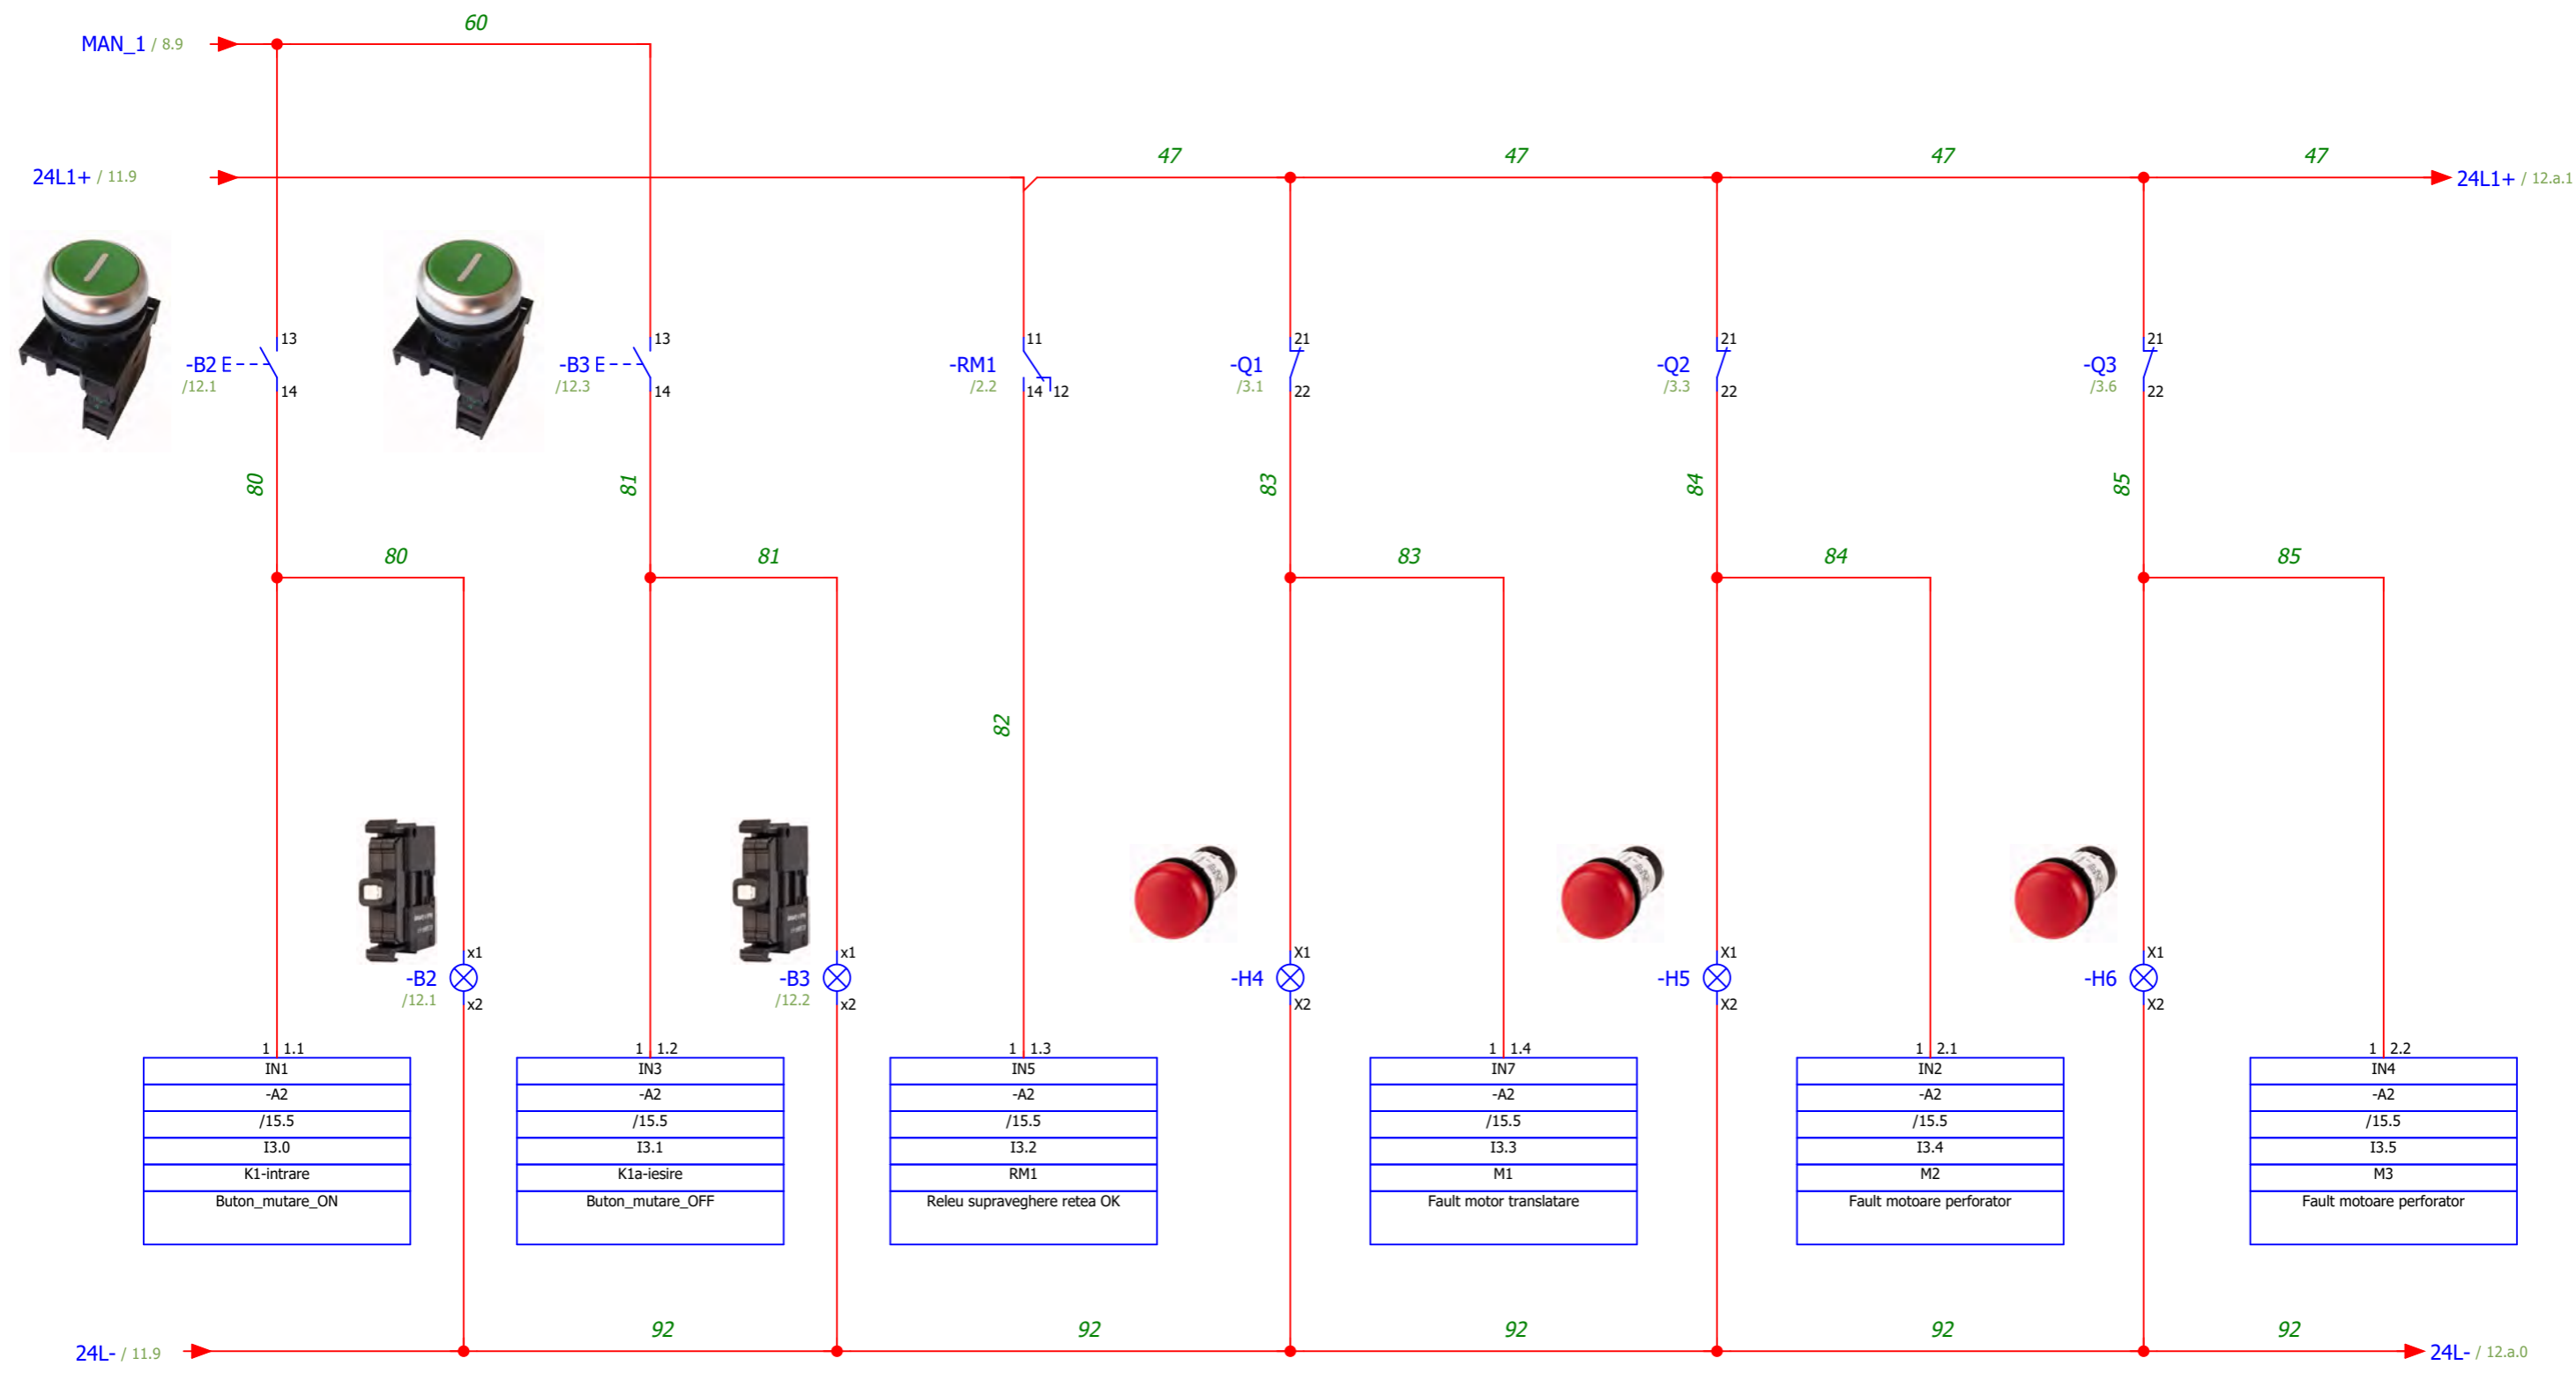 60
MAN_1 / 8.9
47 47 47 47
24L1+ / 11.9
24L1+ / 12.a.1
13 13 11 21 21 21
-B2 -B3 -RM1 -Q1 -Q2 -Q3
/12.1 /12.3 /2.2 /3.1 /3.3 /3.6
14 14 14 12 22 22 22
80 81 83 84 85
80 81 83 84 85
82
x1 x1 X1 X1 X1
-B2 -B3 -H4 -H5 -H6
/12.1 /12.2
x2 x2 X2 X2 X2
1 1.1
IN1
-A2
/15.5
I3.0
K1-intrare
Buton_mutare_ON
1 1.2
IN3
-A2
/15.5
I3.1
K1a-iesire
Buton_mutare_OFF
1 1.3
IN5
-A2
/15.5
I3.2
RM1
Releu supraveghere retea OK
1 1.4
IN7
-A2
/15.5
I3.3
M1
Fault motor translatare
1 2.1
IN2
-A2
/15.5
I3.4
M2
Fault motoare perforator
1 2.2
IN4
-A2
/15.5
I3.5
M3
Fault motoare perforator
92 92 92 92 92
24L- / 11.9
24L- / 12.a.0